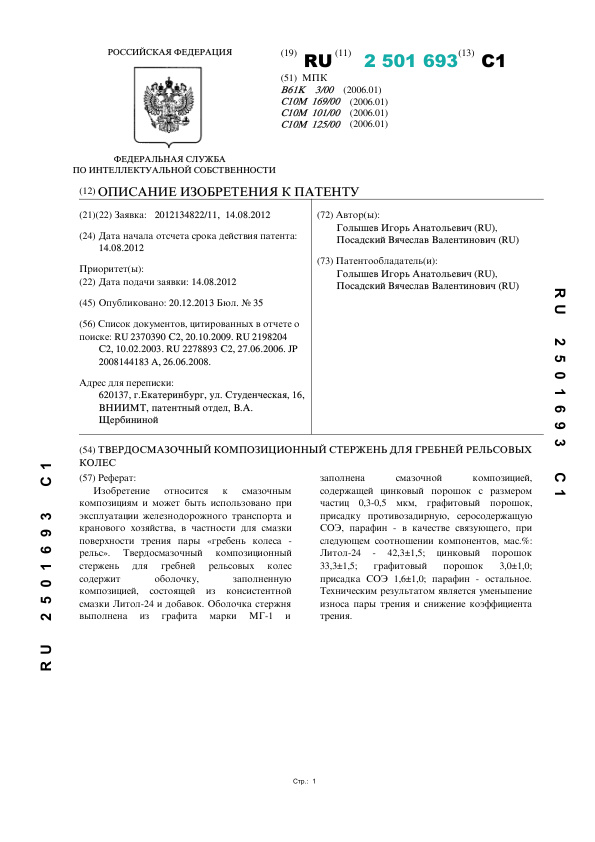 РОССИЙСКАЯ ФЕДЕРАЦИЯ
ФЕДЕРАЛЬНАЯ СЛУЖБА
ПО ИНТЕЛЛЕКТУАЛЬНОЙ СОБСТВЕННОСТИ
(19) RU (11) 2 501 693 (13) C1
(51) МПК
B61K 3/00 (2006.01)
C10M 169/00 (2006.01)
C10M 101/00 (2006.01)
C10M 125/00 (2006.01)
(12) ОПИСАНИЕ ИЗОБРЕТЕНИЯ К ПАТЕНТУ
(21)(22) Заявка: 2012134822/11, 14.08.2012
(24) Дата начала отсчета срока действия патента:
14.08.2012
Приоритет(ы):
(22) Дата подачи заявки: 14.08.2012
(45) Опубликовано: 20.12.2013 Бюл. № 35
(56) Список документов, цитированных в отчете о
поиске: RU 2370390 C2, 20.10.2009. RU 2198204
C2, 10.02.2003. RU 2278893 C2, 27.06.2006. JP
2008144183 A, 26.06.2008.
Адрес для переписки:
620137, г.Екатеринбург, ул. Студенческая, 16,
ВНИИМТ, патентный отдел, В.А.
Щербининой
(72) Автор(ы):
Голышев Игорь Анатольевич (RU),
Посадский Вячеслав Валентинович (RU)
(73) Патентообладатель(и):
Голышев Игорь Анатольевич (RU),
Посадский Вячеслав Валентинович (RU)
(54) ТВЕРДОСМАЗОЧНЫЙ КОМПОЗИЦИОННЫЙ СТЕРЖЕНЬ ДЛЯ ГРЕБНЕЙ РЕЛЬСОВЫХ
КОЛЕС
(57) Реферат:
Изобретение относится к смазочным
композициям и может быть использовано при
эксплуатации железнодорожного транспорта и
кранового хозяйства, в частности для смазки
поверхности трения пары «гребень колеса -
рельс». Твердосмазочный композиционный
стержень для гребней рельсовых колес
содержит оболочку, заполненную
композицией, состоящей из консистентной
смазки Литол-24 и добавок. Оболочка стержня
выполнена из графита марки МГ-1 и
заполнена смазочной композицией,
содержащей цинковый порошок с размером
частиц 0,3-0,5 мкм, графитовый порошок,
присадку противозадирную, серосодержащую
СОЭ, парафин - в качестве связующего, при
следующем соотношении компонентов, мас.%:
Литол-24 - 42,3±1,5; цинковый порошок
33,3±1,5; графитовый порошок 3,0±1,0;
присадка СОЭ 1,6±1,0; парафин - остальное.
Техническим результатом является уменьшение
износа пары трения и снижение коэффициента
трения.
RU 2501693 C1
RU 2501693 C1
Стр.: 1